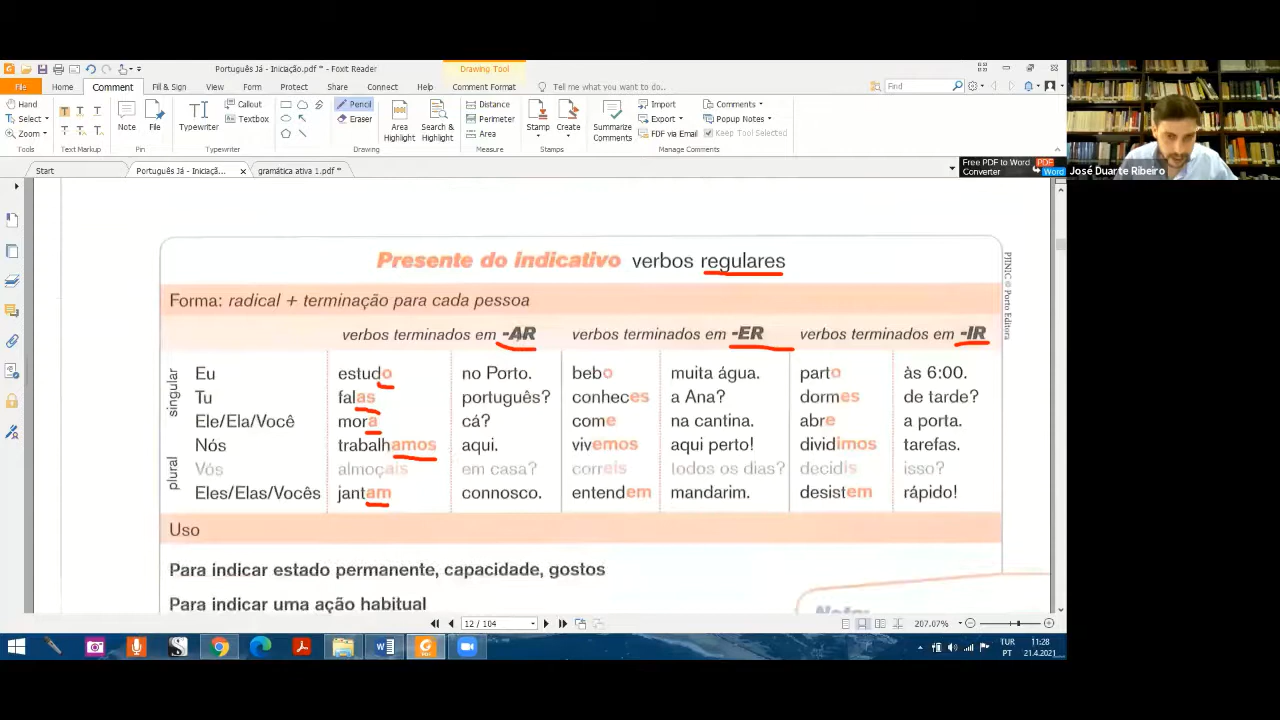 Português Já - Iniciação.pdf * - Foxit Reader
Drawing Tool
File Home Comment View Fill & Sign Form Protect Share Connect Help Comment Format Tell me what you want to do.. Find
Hand Select Zoom Tools
Text Markup
Note File Pin
Typewriter Callout Textbox Typewriter
Pencil Eraser Drawing
Area Highlight Search & Highlight
Distance Perimeter Area Measure
Stamp Create Stamps
Summarize Comments Import Export FDF via Email Comments Popup Notes Keep Tool Selected Manage Comments
Start Português Já - Iniciaç... gramática ativa 1.pdf * Free PDF to Word Converter PDF Word
José Duarte Ribeiro
Presente do indicativo verbos regulares
Forma: radical + terminação para cada pessoa
verbos terminados em -AR verbos terminados em -ER verbos terminados em -IR
singular
Eu estudo no Porto. bebo muita água. parto às 6:00.
Tu falas português? conheces a Ana? dormes de tarde?
Ele/Ela/Você mora cá? come na cantina. abre a porta.
plural
Nós trabalhamos aqui. vivemos aqui perto! dividimos tarefas.
Vós almoçais em casa? correis todos os dias? decidis isso?
Eles/Elas/Vocês jantam connosco. entendem mandarim. desistem rápido!
PIINIC © Porto Editora
Uso
Para indicar estado permanente, capacidade, gostos
Para indicar uma ação habitual
Nota:
12 / 104 207.07%
TUR 11:28
PT 21.4.2021